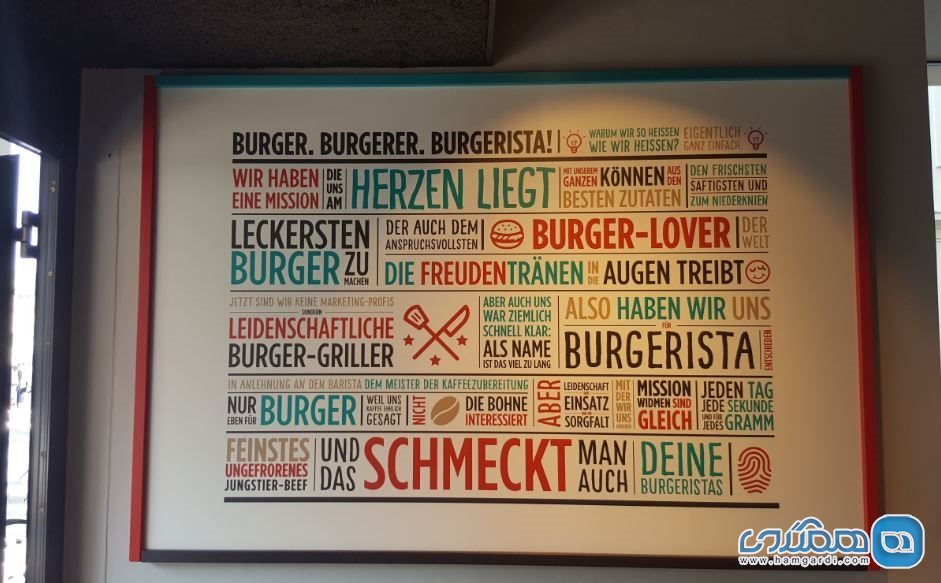 BURGER. BURGERER. BURGERISTA!
WARUM WIR SO HEISSEN
WIE WIR HEISSEN?
EIGENTLICH
GANZ EINFACH.
WIR HABEN
EINE MISSION
DIE
UNS
AM
HERZEN LIEGT
MIT UNSEREM
GANZEN
KÖNNEN
AUS
DEN
BESTEN ZUTATEN
DEN FRISCHSTEN
SAFTIGSTEN UND
ZUM NIEDERKNIEN
LECKERSTEN
BURGER ZU
MACHEN
DER AUCH DEM
ANSPRUCHSVOLLSTEN
BURGER-LOVER
DER
WELT
DIE FREUDENTRÄNEN
IN
DIE
AUGEN TREIBT
JETZT SIND WIR KEINE MARKETING-PROFIS
SONDERN
LEIDENSCHAFTLICHE
BURGER-GRILLER
ABER AUCH UNS
WAR ZIEMLICH
SCHNELL KLAR:
ALS NAME
IST DAS VIEL ZU LANG
ALSO HABEN WIR UNS
FÜR
BURGERISTA
ENTSCHIEDEN
IN ANLEHNUNG AN DEN BARISTA DEM MEISTER DER KAFFEEZUBEREITUNG
NUR
EBEN FÜR
BURGER
WEIL UNS
KAFFEE EHRLICH
GESAGT
NICHT
DIE BOHNE
INTERESSIERT
ABER
LEIDENSCHAFT
EINSATZ
SORGFALT
MIT
DER
WIR
UNS
UNSERER
MISSION
WIDMEN SIND
GLEICH
JEDEN TAG
JEDE SEKUNDE
UND FÜR
JEDES GRAMM
FEINSTES
UNGEFRORENES
JUNGSTIER-BEEF
UND
DAS
SCHMECKT
MAN
AUCH
DEINE
BURGERISTAS
همگردی
www.hamgardi.com